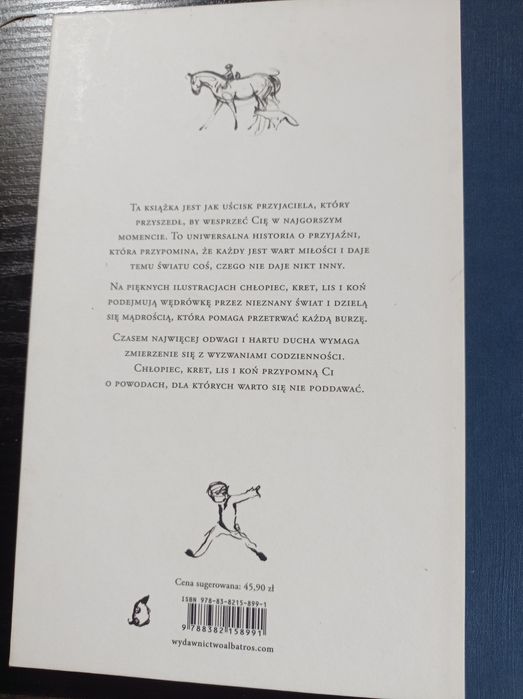 Ta książka jest jak uścisk przyjaciela, który
przyszedł, by wesprzeć Cię w najgorszym
momencie. To uniwersalna historia o przyjaźni,
która przypomina, że każdy jest wart miłości i daje
temu światu coś, czego nie daje nikt inny.
Na pięknych ilustracjach chłopiec, kret, lis i koń
podejmują wędrówkę przez nieznany świat i dzielą
się mądrością, która pomaga przetrwać każdą burzę.
Czasem najwięcej odwagi i hartu ducha wymaga
zmierzenie się z wyzwaniami codzienności.
Chłopiec, kret, lis i koń przypomną Ci
o powodach, dla których warto się nie poddawać.
Cena sugerowana: 45,90 zł
ISBN 978-83-8215-899-1
9 788382 158991
wydawnictwoalbatros.com